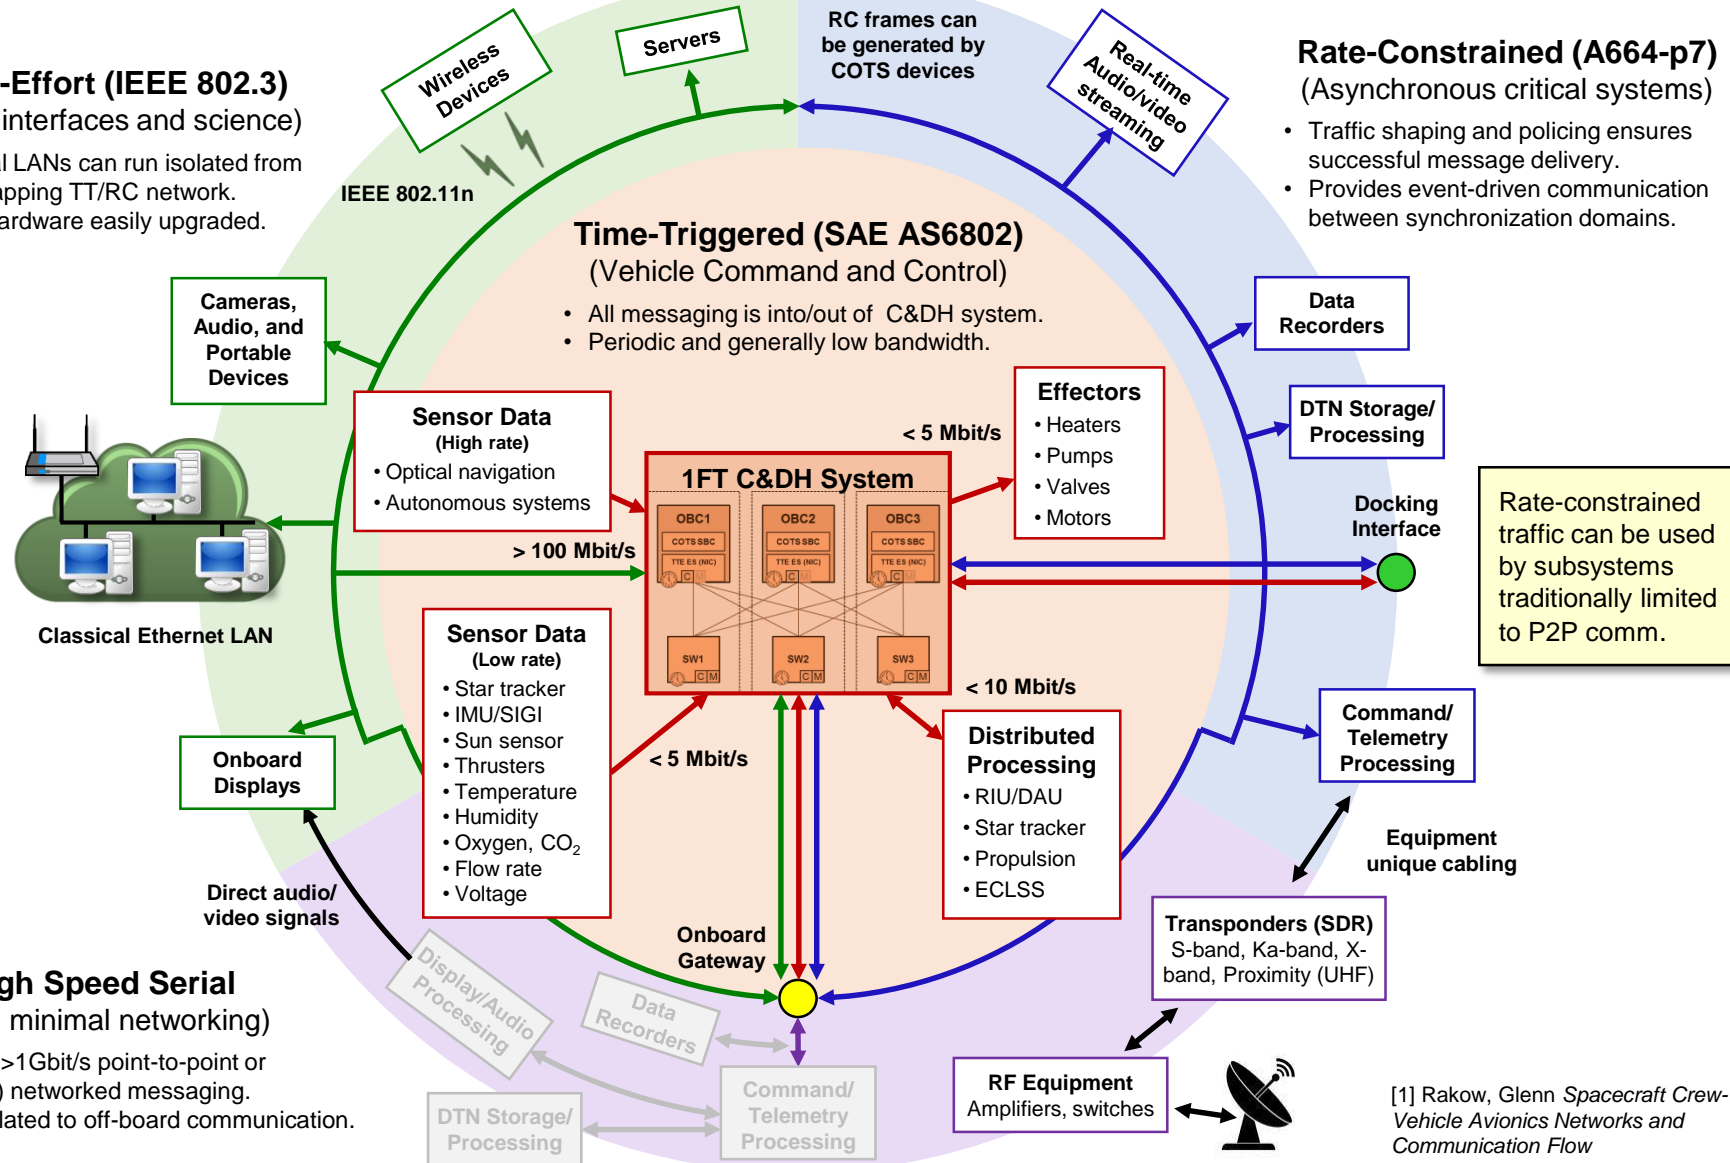 -Effort (IEEE 802.3)
interfaces and science)
al LANs can run isolated from
apping TT/RC network.
ardware easily upgraded.
Wireless
Devices
Servers
IEEE 802.11n
RC frames can
be generated by
COTS devices
Real-time
Audio/video
streaming
Rate-Constrained (A664-p7)
(Asynchronous critical systems)
• Traffic shaping and policing ensures
successful message delivery.
• Provides event-driven communication
between synchronization domains.
Time-Triggered (SAE AS6802)
(Vehicle Command and Control)
• All messaging is into/out of C&DH system.
• Periodic and generally low bandwidth.
Cameras,
Audio, and
Portable
Devices
Data
Recorders
DTN Storage/
Processing
Sensor Data
(High rate)
• Optical navigation
• Autonomous systems
< 5 Mbit/s
Effectors
• Heaters
• Pumps
• Valves
• Motors
1FT C&DH System
OBC1
COTS SBC
TTE ES (NIC)
C M
OBC2
COTS SBC
TTE ES (NIC)
C M
OBC3
COTS SBC
TTE ES (NIC)
C M
SW1
C M
SW2
C M
SW3
C M
> 100 Mbit/s
Docking
Interface
Rate-constrained
traffic can be used
by subsystems
traditionally limited
to P2P comm.
Classical Ethernet LAN
Sensor Data
(Low rate)
• Star tracker
• IMU/SIGI
• Sun sensor
• Thrusters
• Temperature
• Humidity
• Oxygen, CO2
• Flow rate
• Voltage
< 5 Mbit/s
< 10 Mbit/s
Distributed
Processing
• RIU/DAU
• Star tracker
• Propulsion
• ECLSS
Onboard
Displays
Command/
Telemetry
Processing
Equipment
unique cabling
Direct audio/
video signals
Onboard
Gateway
Transponders (SDR)
S-band, Ka-band, X-
band, Proximity (UHF)
gh Speed Serial
minimal networking)
>1Gbit/s point-to-point or
) networked messaging.
lated to off-board communication.
Display/Audio
Processing
Data
Recorders
DTN Storage/
Processing
Command/
Telemetry
Processing
RF Equipment
Amplifiers, switches
[1] Rakow, Glenn Spacecraft Crew-
Vehicle Avionics Networks and
Communication Flow